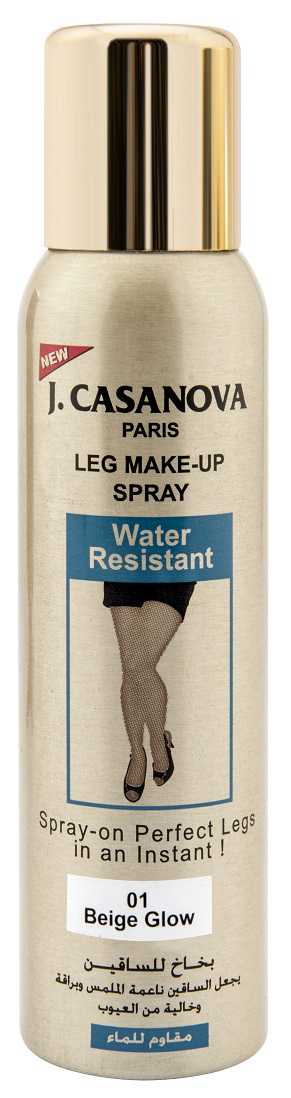 NEW
J. CASANOVA
PARIS
LEG MAKE-UP
SPRAY
Water
Resistant
Spray-on Perfect Legs
in an Instant !
01
Beige Glow
بخاخ للساقين
يجعل الساقين ناعمة الملمس وبراقة
وخالية من العيوب
مقاوم للماء